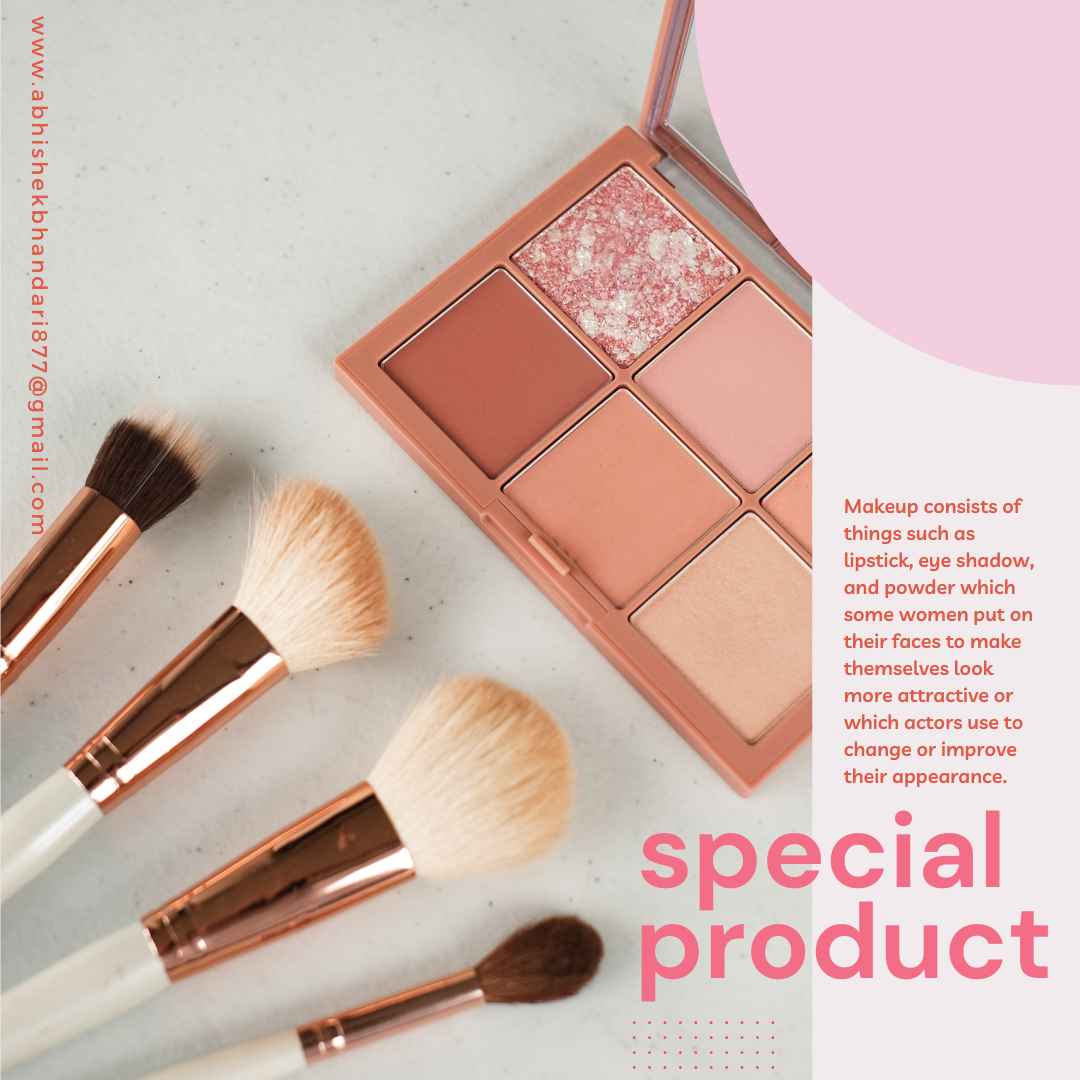 www.abhishekbhandari877@gmail.com
Makeup consists of
things such as
lipstick, eye shadow,
and powder which
some women put on
their faces to make
themselves look
more attractive or
which actors use to
change or improve
their appearance.
special
product